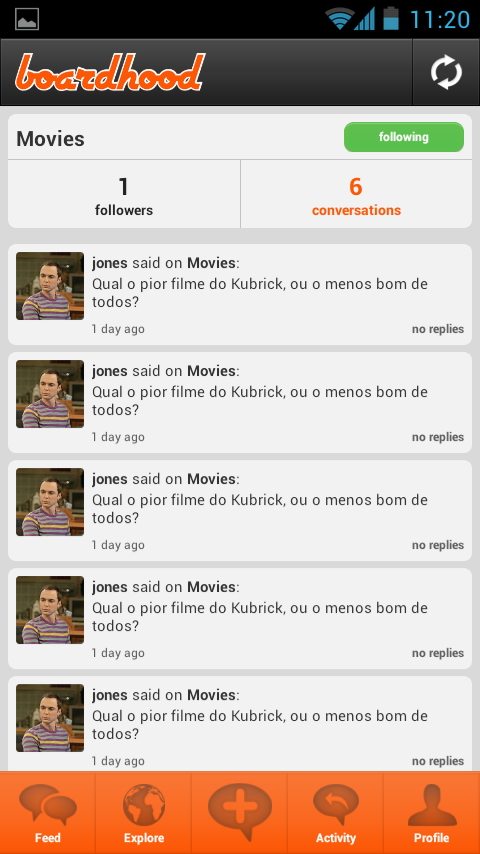 11:20
boardhood
Movies
following
1
followers
6
conversations
jones said on Movies:
Qual o pior filme do Kubrick, ou o menos bom de
todos?
1 day ago
no replies
jones said on Movies:
Qual o pior filme do Kubrick, ou o menos bom de
todos?
1 day ago
no replies
jones said on Movies:
Qual o pior filme do Kubrick, ou o menos bom de
todos?
1 day ago
no replies
jones said on Movies:
Qual o pior filme do Kubrick, ou o menos bom de
todos?
1 day ago
no replies
jones said on Movies:
Qual o pior filme do Kubrick, ou o menos bom de
todos?
1 day ago
no replies
Feed
Explore
Activity
Profile